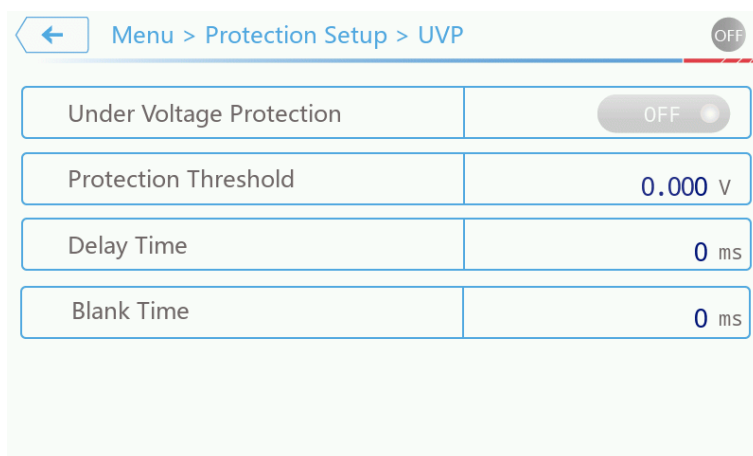 Menu > Protection Setup > UVP OFF
Under Voltage Protection OFF
Protection Threshold 0.000 V
Delay Time 0 ms
Blank Time 0 ms